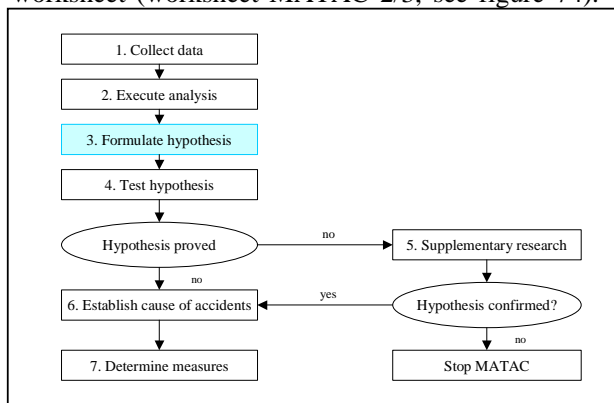 worksheet (worksheet MATAC 2/3, see figure 74).
1. Collect data
2. Execute analysis
3. Formulate hypothesis
4. Test hypothesis
Hypothesis proved
no
5. Supplementary research
no
6. Establish cause of accidents
yes
Hypothesis confirmed?
no
7. Determine measures
Stop MATAC